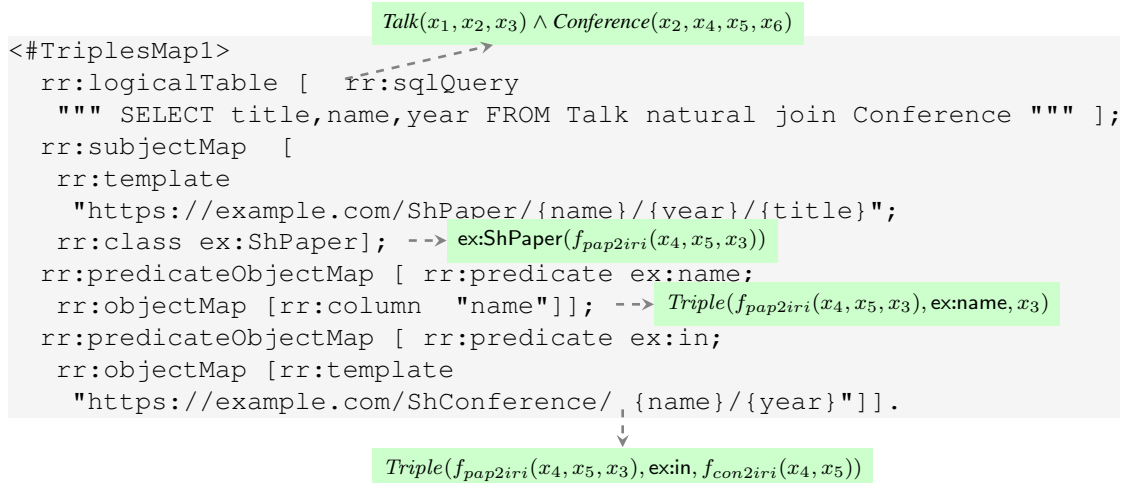 Talk(x₁, x₂, x₃) ∧ Conference(x₂, x₄, x₅, x₆)
<#TriplesMap1>
rr:logicalTable [ rr:sqlQuery
""" SELECT title,name,year FROM Talk natural join Conference """ ];
rr:subjectMap [
rr:template
"https://example.com/ShPaper/{name}/{year}/{title}";
rr:class ex:ShPaper]; ex:ShPaper(f_pap2iri(x₄, x₅, x₃))
rr:predicateObjectMap [ rr:predicate ex:name;
rr:objectMap [rr:column "name"]]; Triple(f_pap2iri(x₄, x₅, x₃), ex:name, x₃)
rr:predicateObjectMap [ rr:predicate ex:in;
rr:objectMap [rr:template
"https://example.com/ShConference/ {name}/{year}"]].
Triple(f_pap2iri(x₄, x₅, x₃), ex:in, f_con2iri(x₄, x₅))